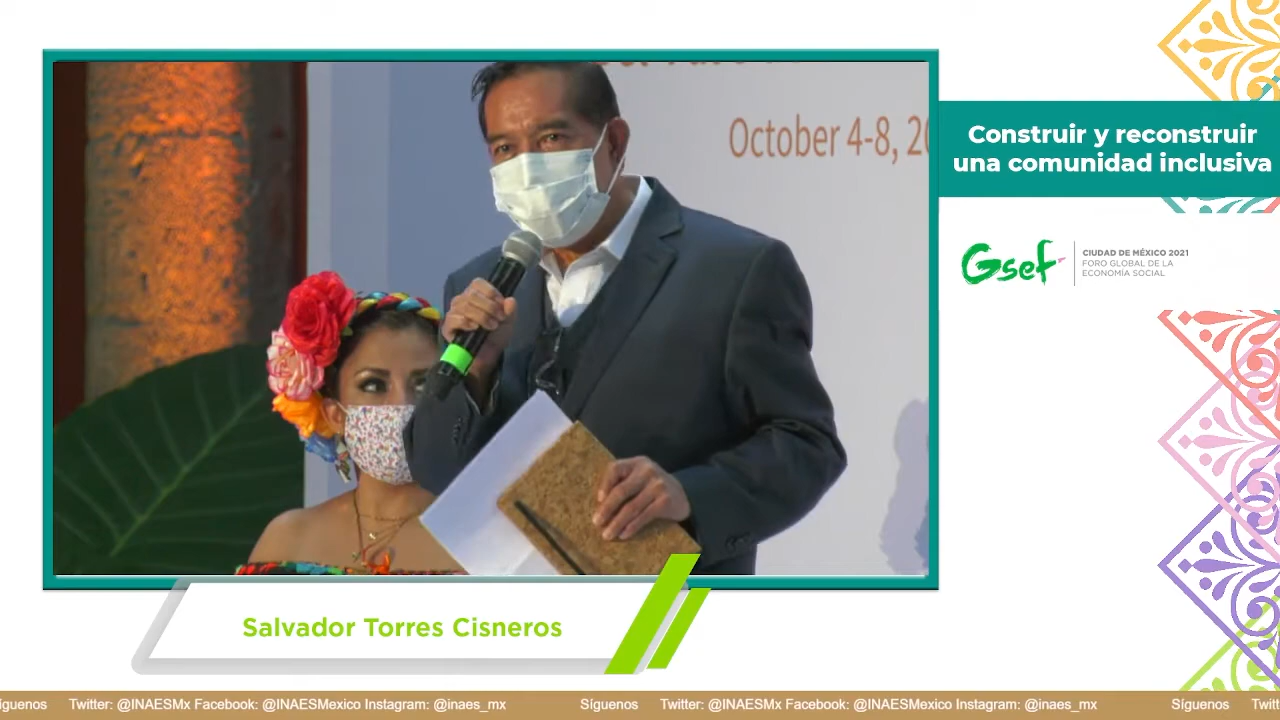 October 4-8, 20
Construir y reconstruir
una comunidad inclusiva
Gsef
CIUDAD DE MÉXICO 2021
FORO GLOBAL DE LA
ECONOMÍA SOCIAL
Salvador Torres Cisneros
íguenos Twitter: @INAESMx Facebook: @INAESMexico Instagram: @inaes_mx Síguenos Twitter: @INAESMx Facebook: @INAESMexico Instagram: @inaes_mx Síguenos Twitt